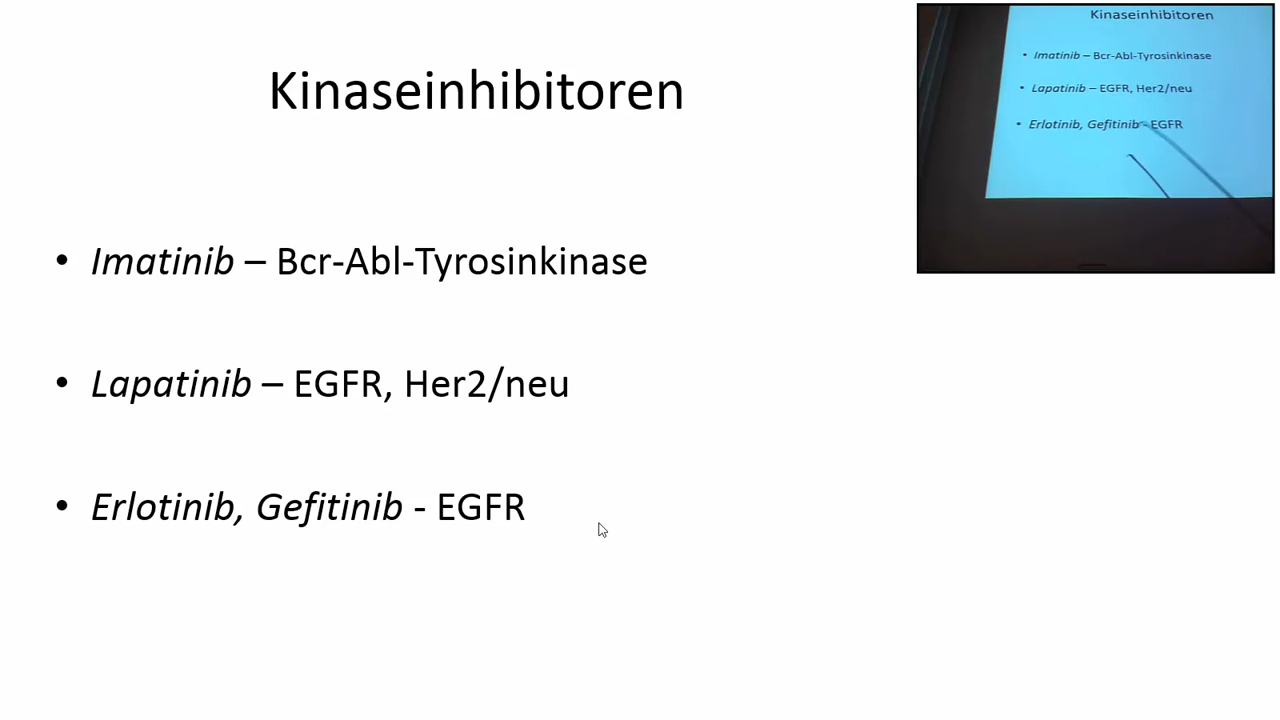 Kinaseinhibitoren
• Imatinib – Bcr-Abl-Tyrosinkinase
• Lapatinib – EGFR, Her2/neu
• Erlotinib, Gefitinib - EGFR
Kinaseinhibitoren
• Imatinib – Bcr-Abl-Tyrosinkinase
• Lapatinib – EGFR, Her2/neu
• Erlotinib, Gefitinib - EGFR